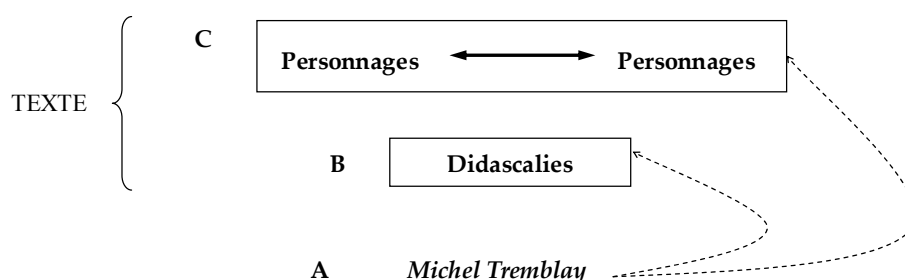 C
Personnages Personnages
TEXTE
B Didascalies
A Michel Tremblay